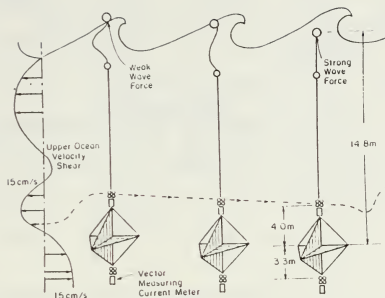 Weak
Wave
Force
Strong
Wave
Force
14.8m
Upper Ocean
Velocity
Shear
15cm/s
4.0m
3.3m
Vector
Measuring
Current Meter
15cm/s